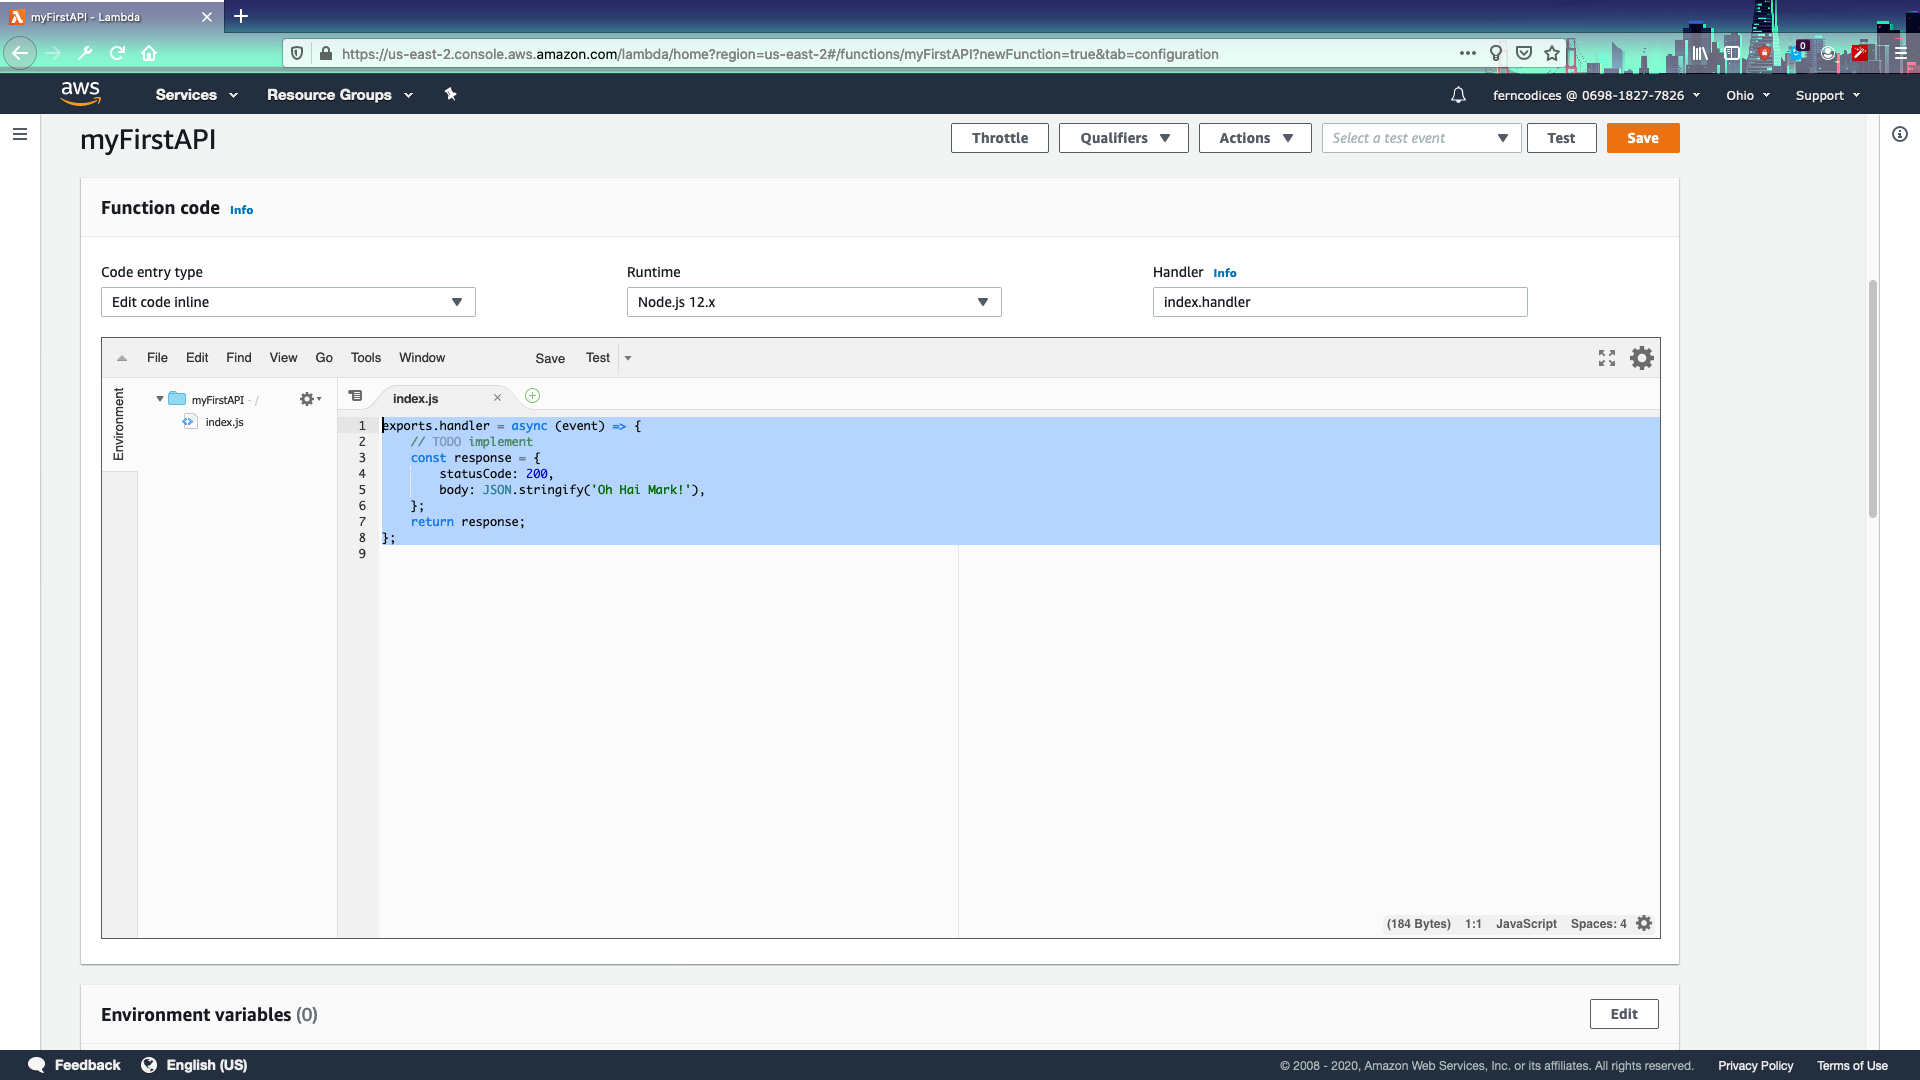 myFirstAPI - Lambda
https://us-east-2.console.aws.amazon.com/lambda/home?region=us-east-2#/functions/myFirstAPI?newFunction=true&tab=configuration
0
aws
Services
Resource Groups
ferncodices @ 0698-1827-7826
Ohio
Support
myFirstAPI
Throttle
Qualifiers
Actions
Select a test event
Test
Save
Function code Info
Code entry type
Runtime
Handler Info
Edit code inline
Node.js 12.x
index.handler
File Edit Find View Go Tools Window Save Test
Environment
myFirstAPI - /
index.js
index.js
1 exports.handler = async (event) => {
2 // TODO implement
3 const response = {
4 statusCode: 200,
5 body: JSON.stringify('Oh Hai Mark!'),
6 };
7 return response;
8 };
9
(184 Bytes) 1:1 JavaScript Spaces: 4
Environment variables (0)
Edit
Feedback English (US)
© 2008 - 2020, Amazon Web Services, Inc. or its affiliates. All rights reserved. Privacy Policy Terms of Use